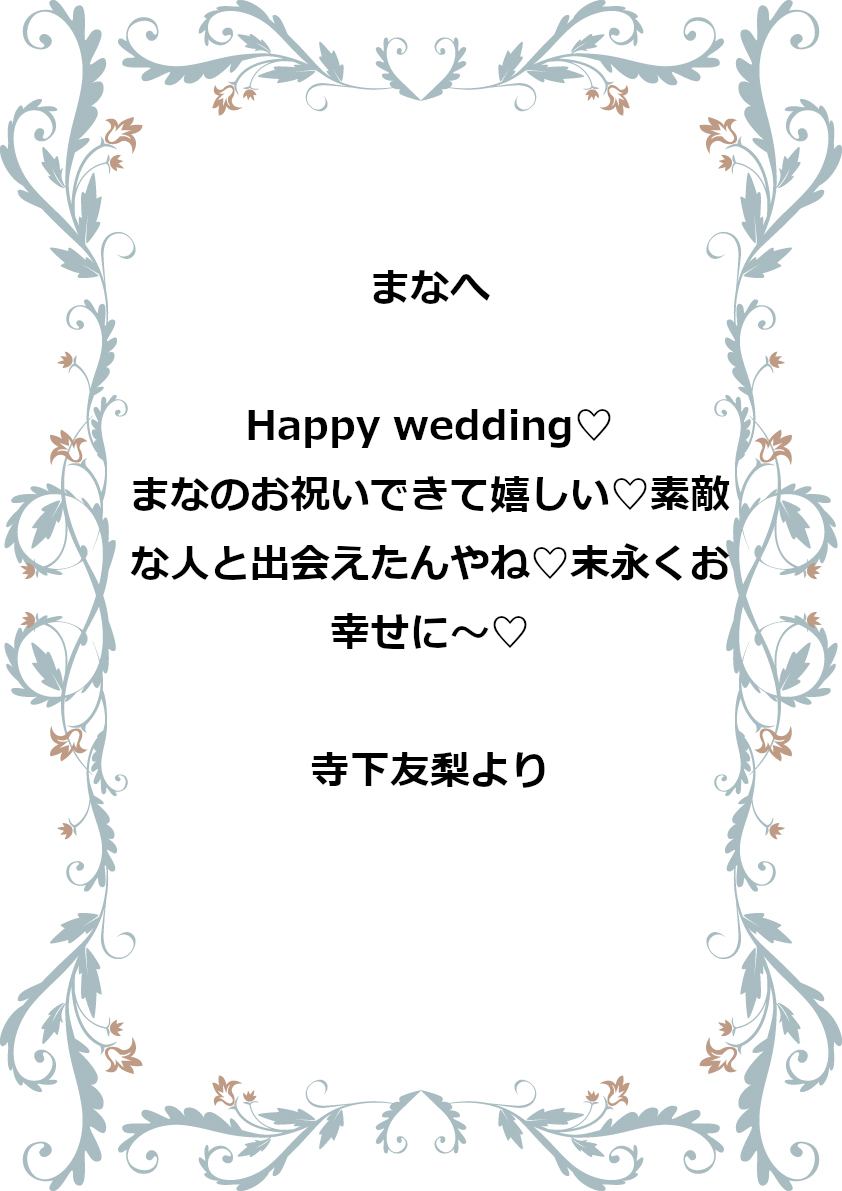 まなへ
Happy wedding♡
まなのお祝いできて嬉しい♡素敵
な人と出会えたんやね♡末永くお
幸せに～♡
寺下友梨より